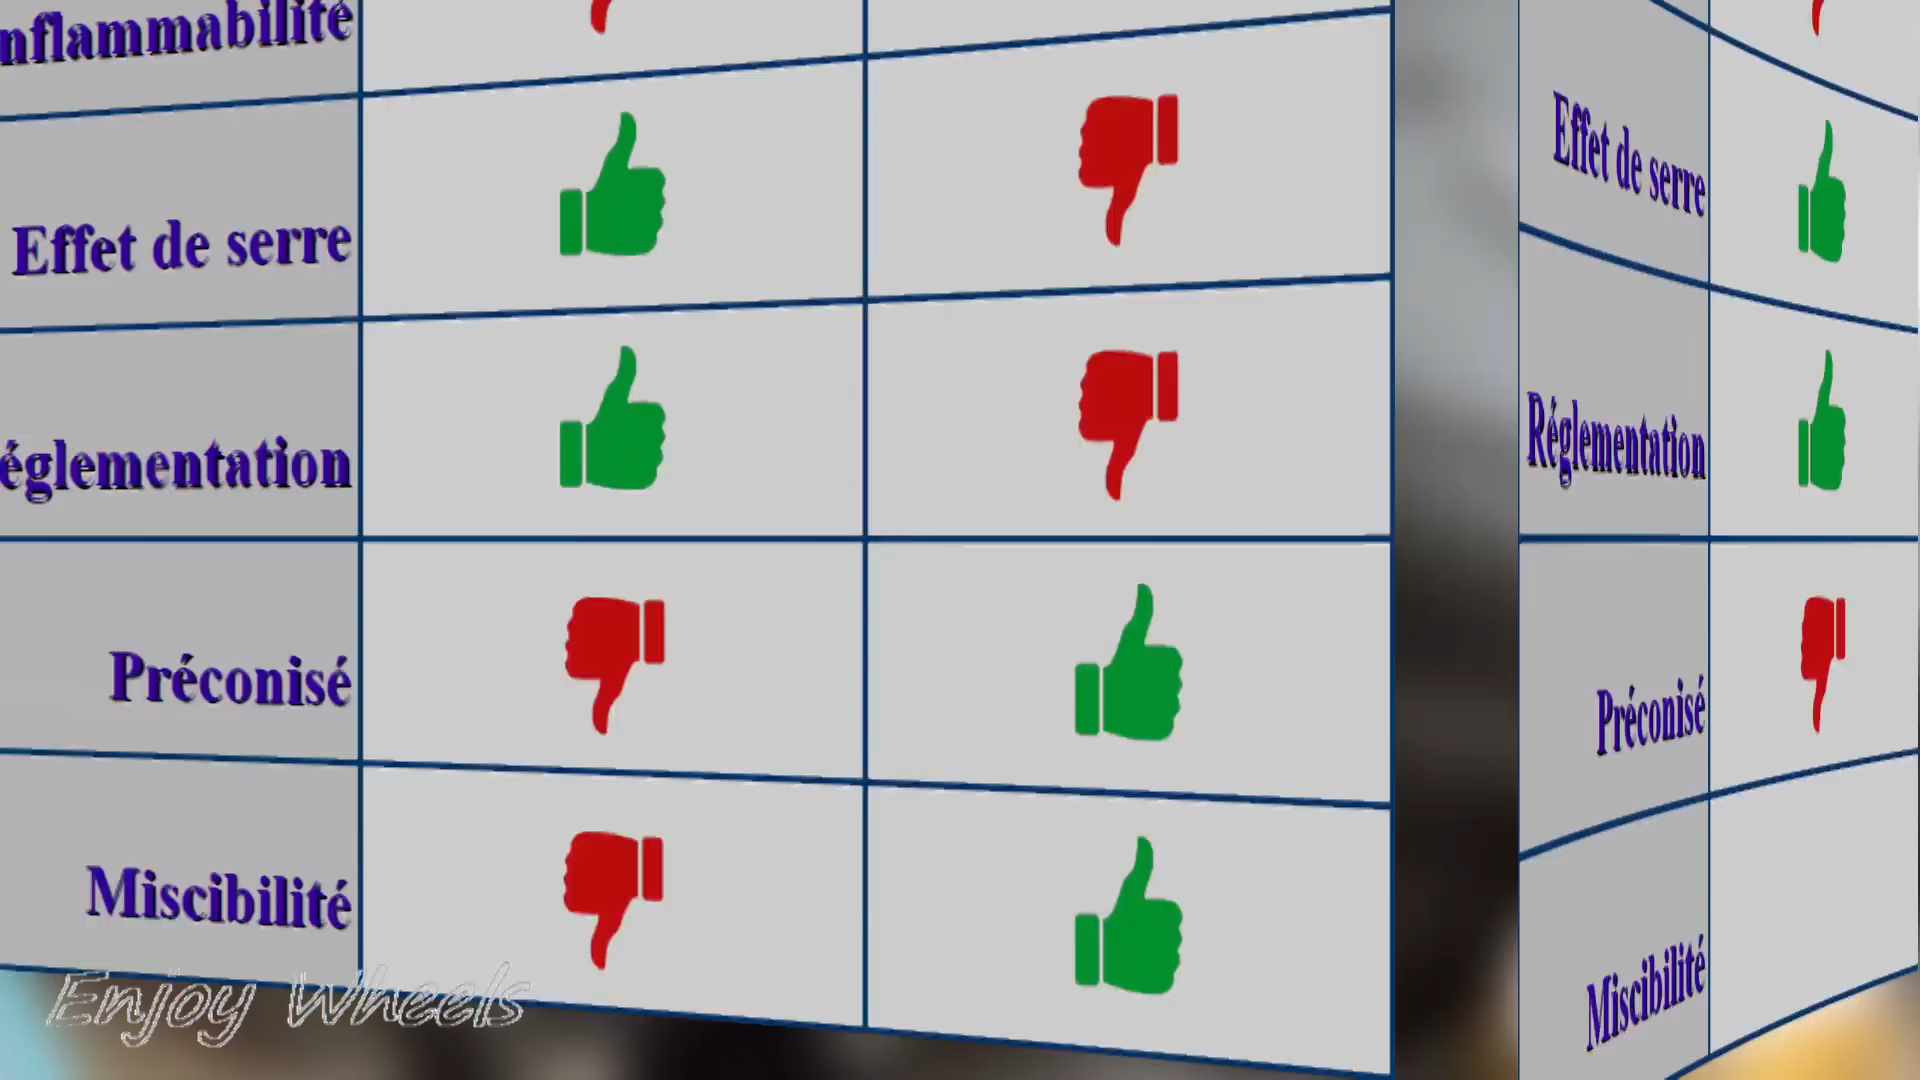 nflammabilité
Effet de serre
églementation
Préconisé
Miscibilité
Enjoy Wheels
Effet de serre
Réglementation
Préconisé
Miscibilité